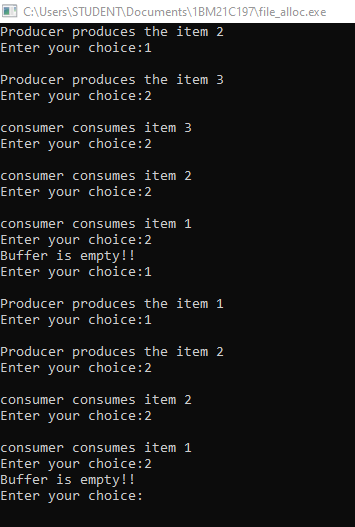 C:\Users\STUDENT\Documents\1BM21C197\file_alloc.exe
Producer produces the item 2
Enter your choice:1
Producer produces the item 3
Enter your choice:2
consumer consumes item 3
Enter your choice:2
consumer consumes item 2
Enter your choice:2
consumer consumes item 1
Enter your choice:2
Buffer is empty!!
Enter your choice:1
Producer produces the item 1
Enter your choice:1
Producer produces the item 2
Enter your choice:2
consumer consumes item 2
Enter your choice:2
consumer consumes item 1
Enter your choice:2
Buffer is empty!!
Enter your choice: